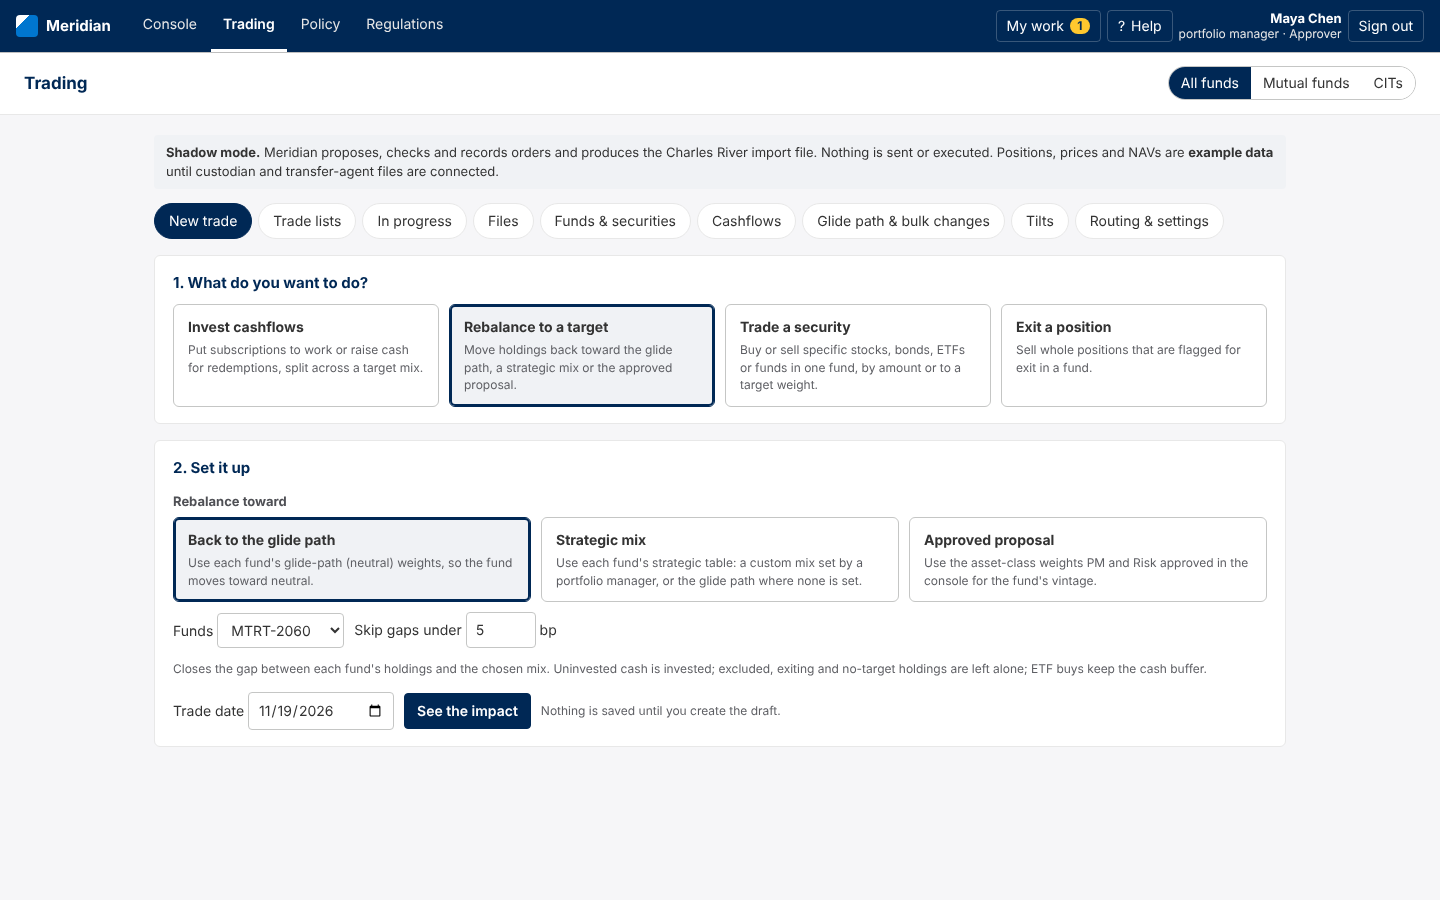 Meridian
Console
Trading
Policy
Regulations
My work 1
? Help
Maya Chen
portfolio manager · Approver
Sign out
Trading
All funds
Mutual funds
CITs
Shadow mode. Meridian proposes, checks and records orders and produces the Charles River import file. Nothing is sent or executed. Positions, prices and NAVs are example data
until custodian and transfer-agent files are connected.
New trade
Trade lists
In progress
Files
Funds & securities
Cashflows
Glide path & bulk changes
Tilts
Routing & settings
1. What do you want to do?
Invest cashflows
Put subscriptions to work or raise cash
for redemptions, split across a target mix.
Rebalance to a target
Move holdings back toward the glide
path, a strategic mix or the approved
proposal.
Trade a security
Buy or sell specific stocks, bonds, ETFs
or funds in one fund, by amount or to a
target weight.
Exit a position
Sell whole positions that are flagged for
exit in a fund.
2. Set it up
Rebalance toward
Back to the glide path
Use each fund's glide-path (neutral) weights, so the fund
moves toward neutral.
Strategic mix
Use each fund's strategic table: a custom mix set by a
portfolio manager, or the glide path where none is set.
Approved proposal
Use the asset-class weights PM and Risk approved in the
console for the fund's vintage.
Funds MTRT-2060 Skip gaps under 5 bp
Closes the gap between each fund's holdings and the chosen mix. Uninvested cash is invested; excluded, exiting and no-target holdings are left alone; ETF buys keep the cash buffer.
Trade date 11/19/2026 See the impact Nothing is saved until you create the draft.